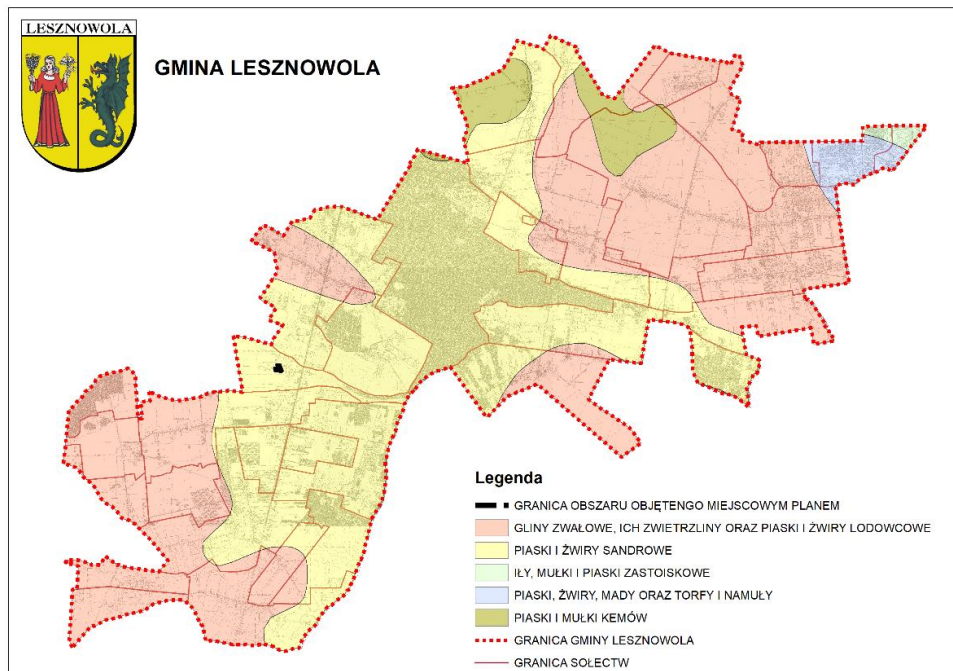 LESZNOWOLA
GMINA LESZNOWOLA
Legenda
GRANICA OBSZARU OBJĘTENGO MIEJSCOWYM PLANEM
GLINY ZWAŁOWE, ICH ZWIETRZLINY ORAZ PIASKI I ŻWIRY LODOWCOWE
PIASKI I ŻWIRY SANDROWE
IŁY, MUŁKI I PIASKI ZASTOISKOWE
PIASKI, ŻWIRY, MADY ORAZ TORFY I NAMUŁY
PIASKI I MUŁKI KEMÓW
GRANICA GMINY LESZNOWOLA
GRANICA SOŁECTW